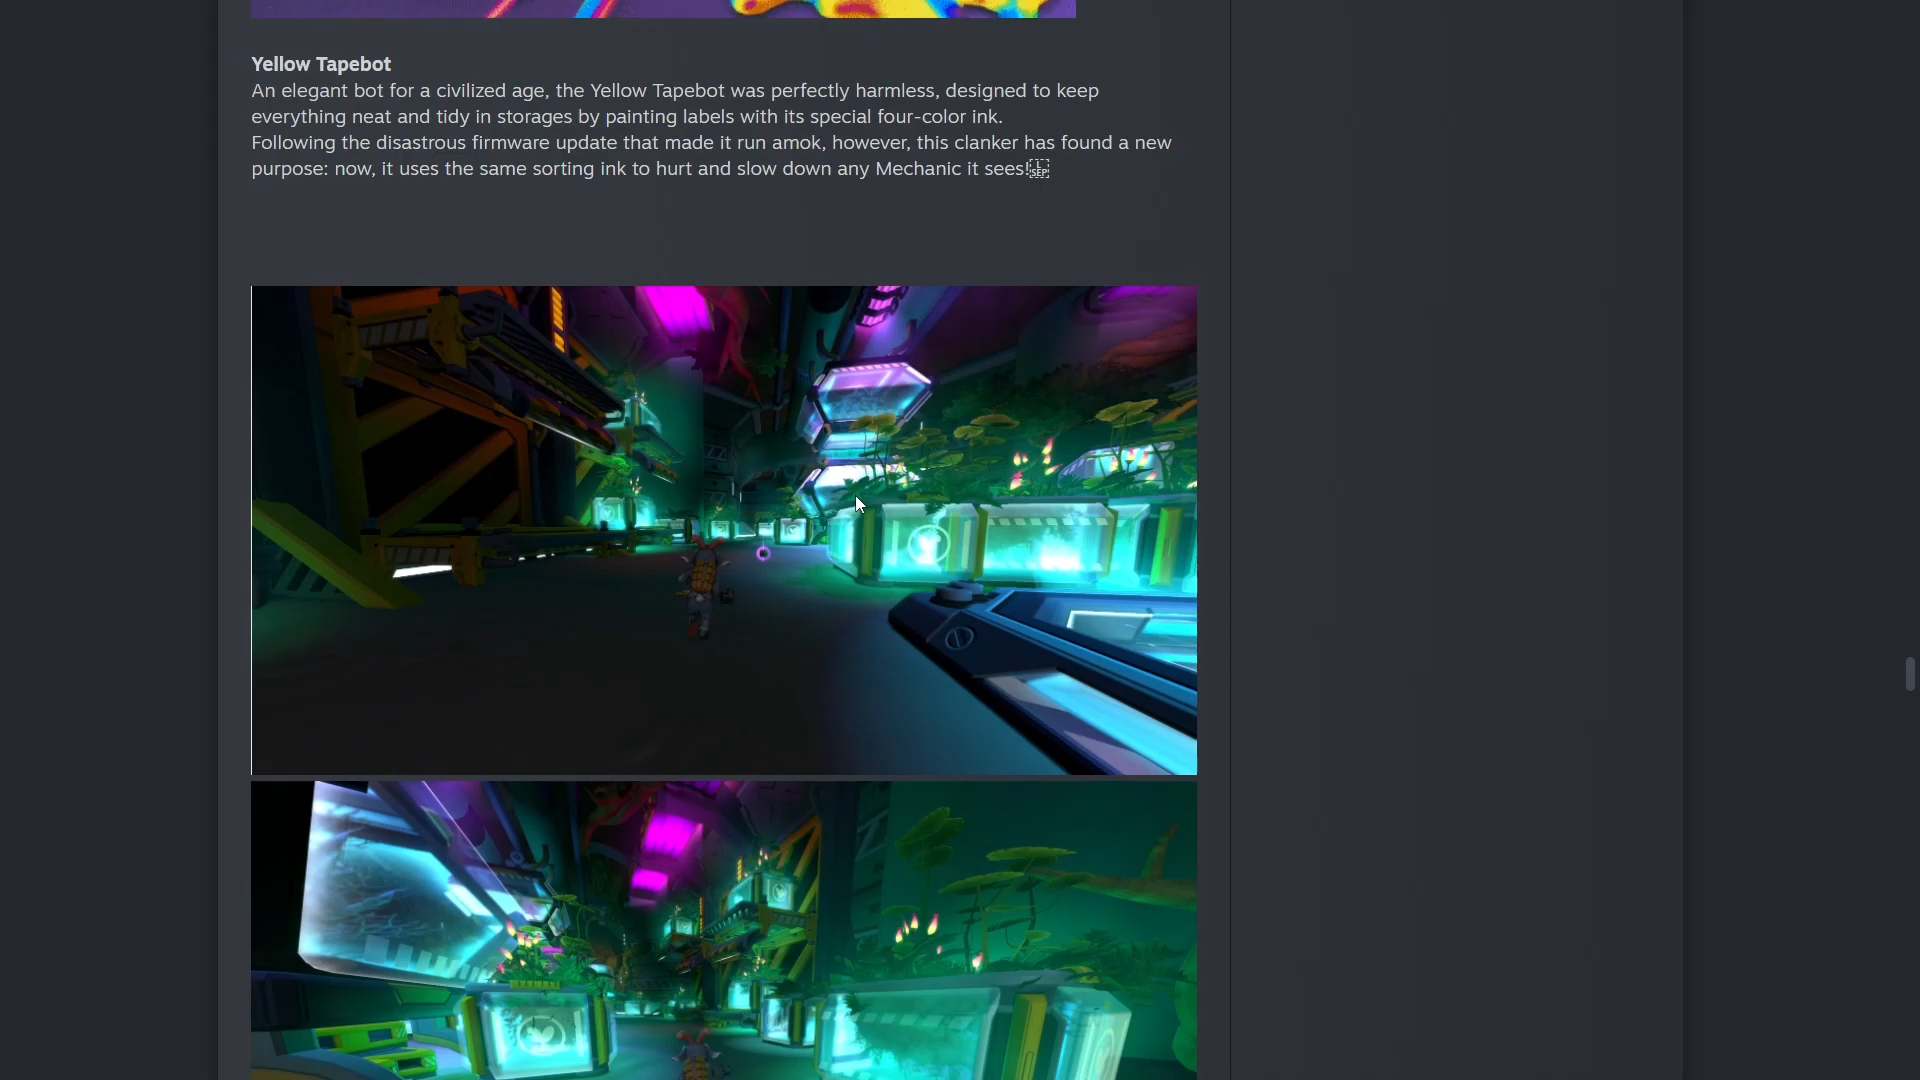 Yellow Tapebot
An elegant bot for a civilized age, the Yellow Tapebot was perfectly harmless, designed to keep
everything neat and tidy in storages by painting labels with its special four-color ink.
Following the disastrous firmware update that made it run amok, however, this clanker has found a new
purpose: now, it uses the same sorting ink to hurt and slow down any Mechanic it sees!